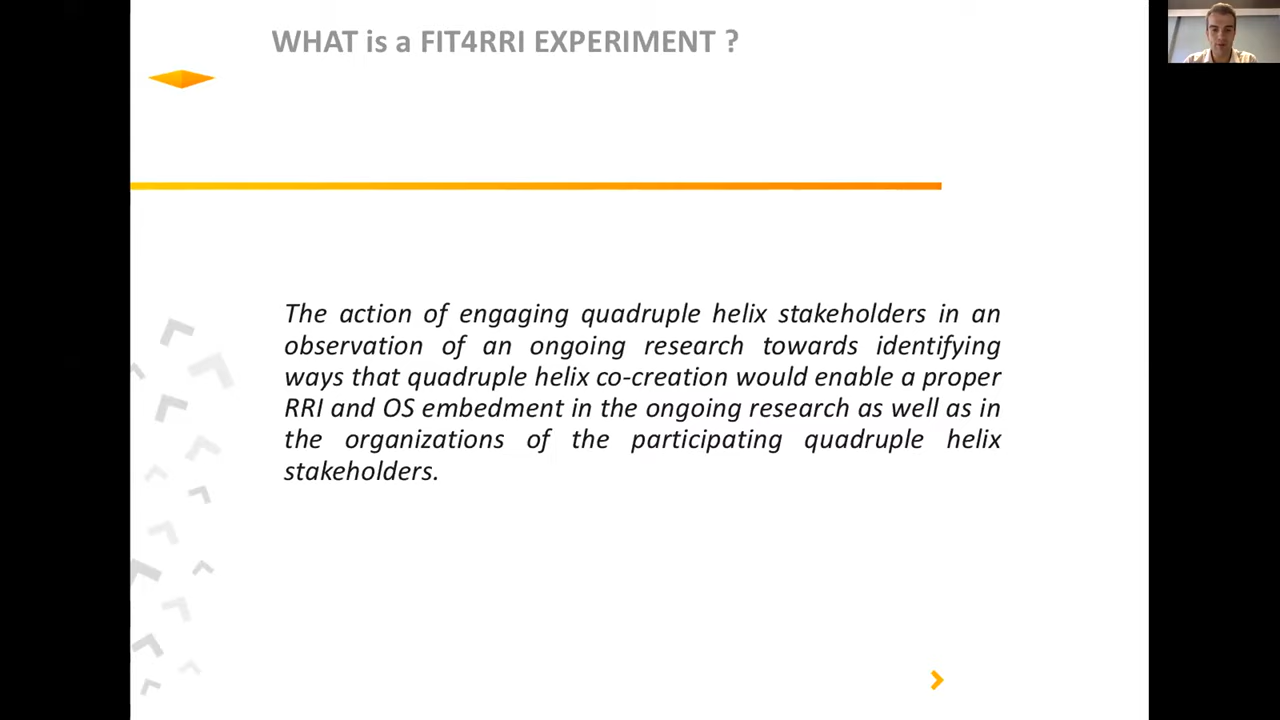 WHAT is a FIT4RRI EXPERIMENT ?
The action of engaging quadruple helix stakeholders in an
observation of an ongoing research towards identifying
ways that quadruple helix co-creation would enable a proper
RRI and OS embedment in the ongoing research as well as in
the organizations of the participating quadruple helix
stakeholders.